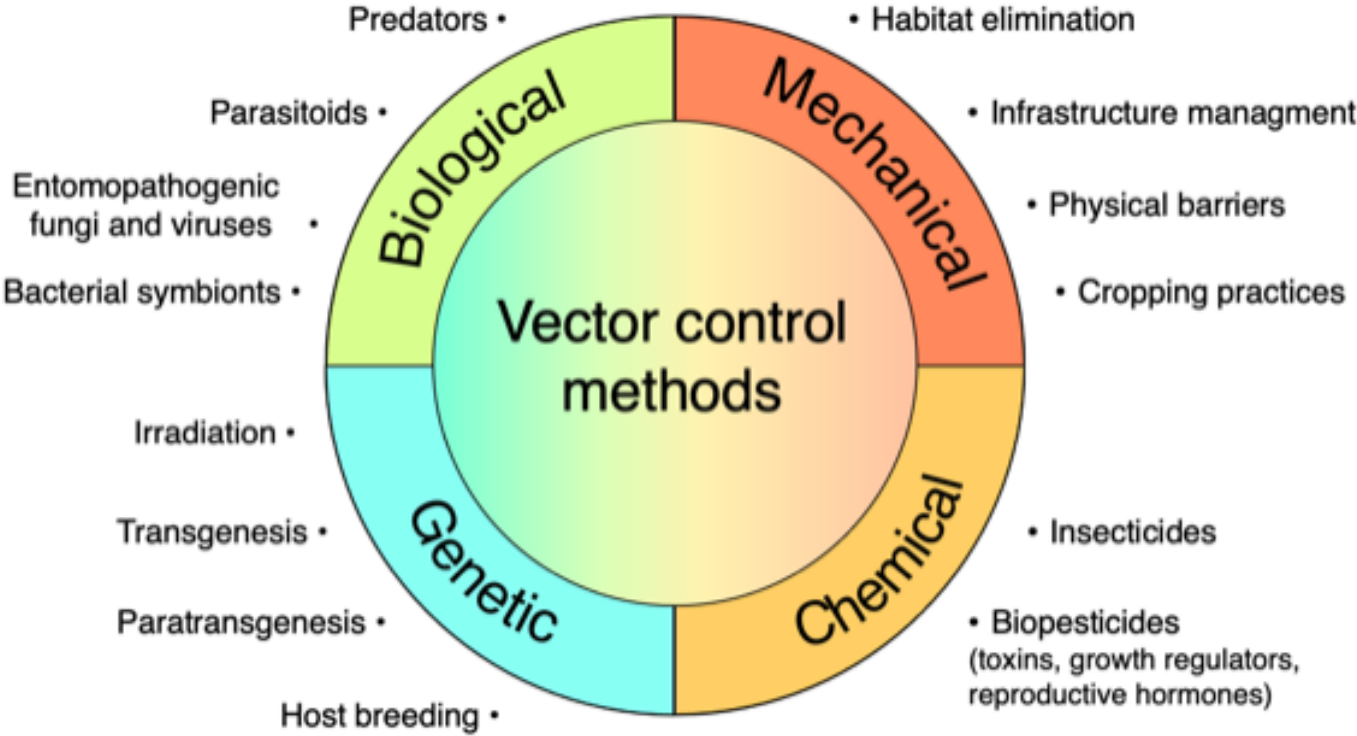 Predators •
Parasitoids •
Entomopathogenic
fungi and viruses •
Bacterial symbionts •
Biological
• Habitat elimination
• Infrastructure managment
• Physical barriers
• Cropping practices
Mechanical
Vector control
methods
Irradiation •
Transgenesis •
Paratransgenesis •
Host breeding •
Genetic
Chemical
• Insecticides
• Biopesticides
(toxins, growth regulators,
reproductive hormones)